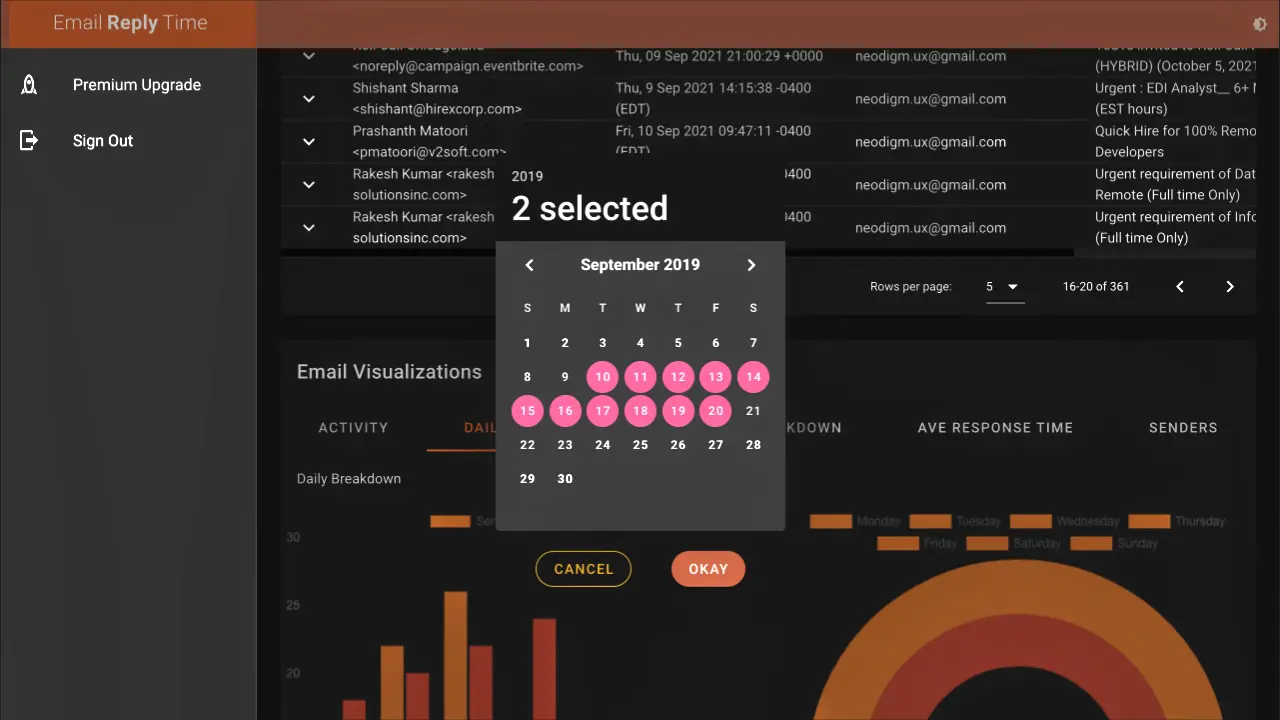 Email Reply Time
Premium Upgrade
Sign Out
<noreply@campaign.eventbrite.com>
Thu, 09 Sep 2021 21:00:29 +0000
neodigm.ux@gmail.com
(HYBRID) (October 5, 2021
Shishant Sharma
<shishant@hirexcorp.com>
Thu, 9 Sep 2021 14:15:38 -0400
(EDT)
neodigm.ux@gmail.com
Urgent : EDI Analyst__ 6+
(EST hours)
Prashanth Matoori
<pmatoori@v2soft.com>
Fri, 10 Sep 2021 09:47:11 -0400
(EDT)
neodigm.ux@gmail.com
Quick Hire for 100% Remo
Developers
Rakesh Kumar <rakesh
solutionsinc.com>
0400
neodigm.ux@gmail.com
Urgent requirement of Dat
Remote (Full time Only)
Rakesh Kumar <rakesh
solutionsinc.com>
0400
neodigm.ux@gmail.com
Urgent requirement of Info
(Full time Only)
2019
2 selected
September 2019
S M T W T F S
1 2 3 4 5 6 7
8 9 10 11 12 13 14
15 16 17 18 19 20 21
22 23 24 25 26 27 28
29 30
CANCEL
OKAY
Rows per page:
5
16-20 of 361
Email Visualizations
ACTIVITY
DAIL
KDOWN
AVE RESPONSE TIME
SENDERS
Daily Breakdown
Sen
30
25
20
Monday Tuesday Wednesday Thursday
Friday Saturday Sunday